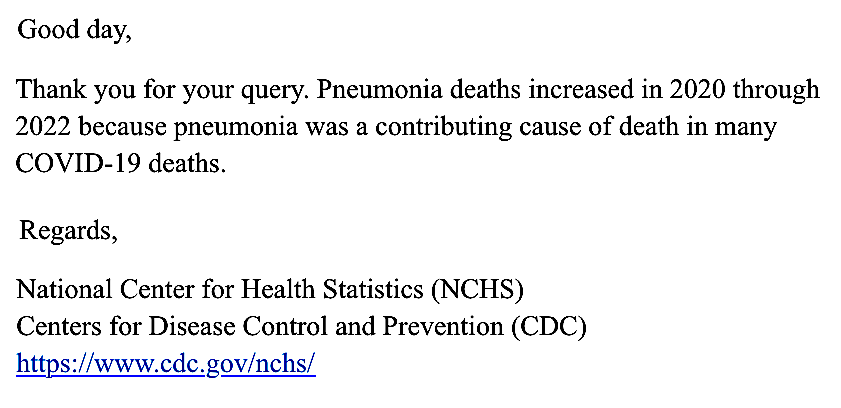 Good day,
Thank you for your query. Pneumonia deaths increased in 2020 through
2022 because pneumonia was a contributing cause of death in many
COVID-19 deaths.
Regards,
National Center for Health Statistics (NCHS)
Centers for Disease Control and Prevention (CDC)
https://www.cdc.gov/nchs/